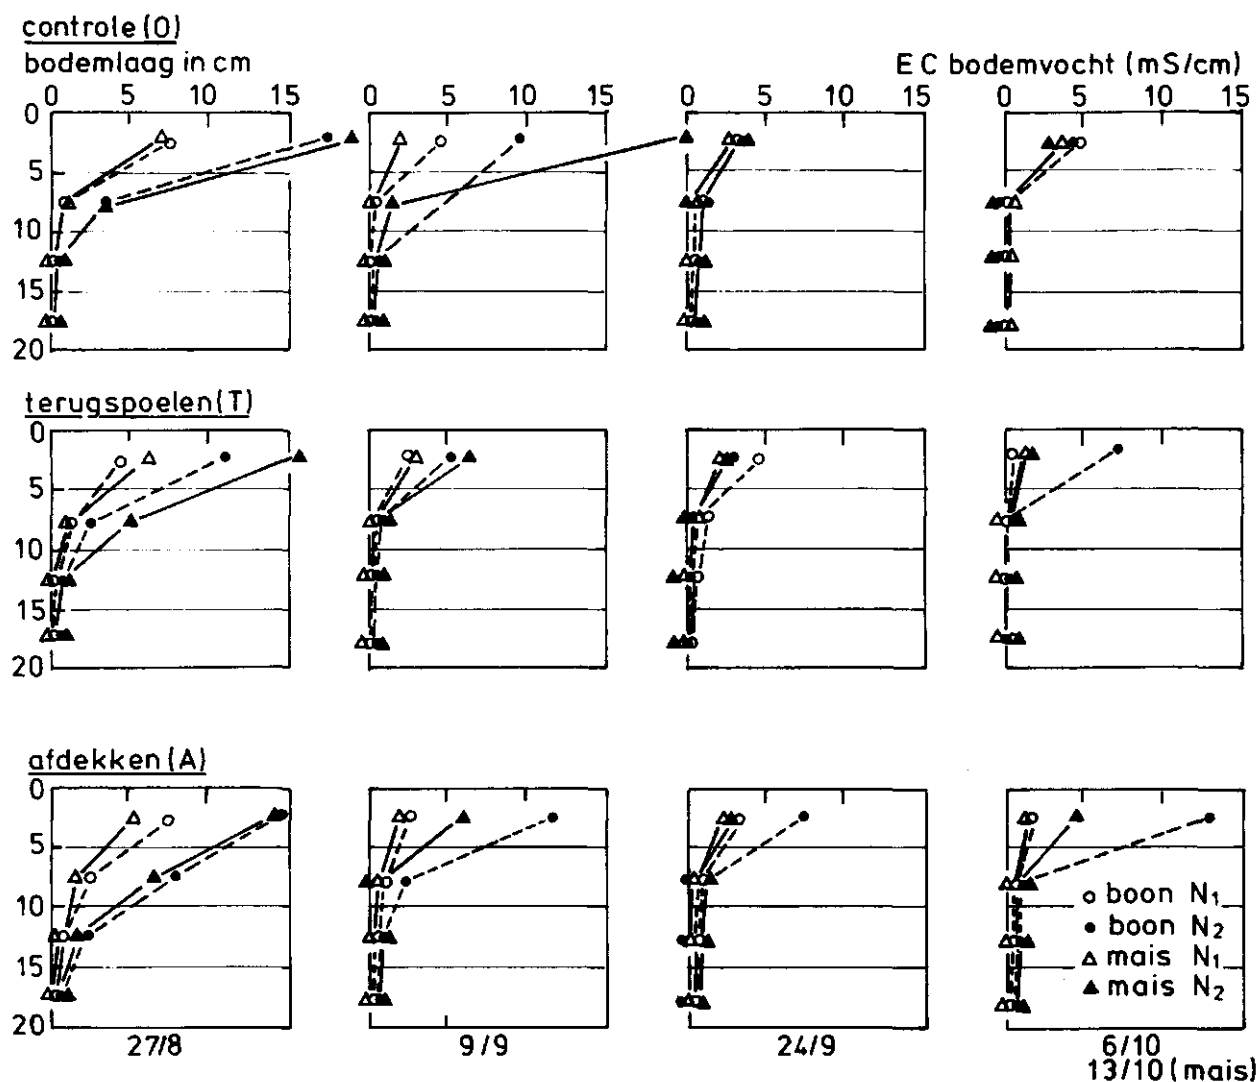 controle (O)
bodemlaag in cm
EC bodemvocht (mS/cm)
0 5 10 15 0 5 10 15 0 5 10 15 0 5 10 15
0
5
10
15
20
terugspoelen (T)
0
5
10
15
20
afdekken (A)
0
5
10
15
20
boon N1
boon N2
mais N1
mais N2
27/8 9/9 24/9 6/10
13/10 (mais)